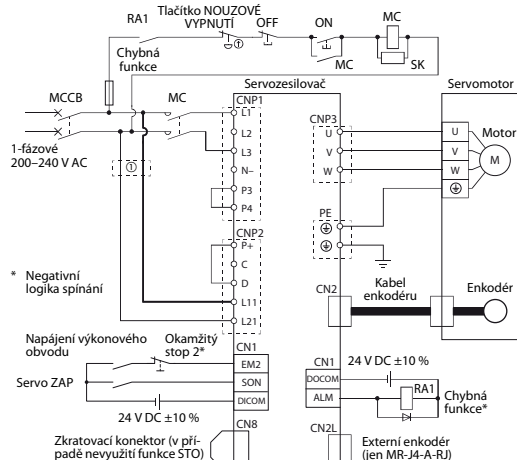 Tlačítko NOUZOVÉ
VYPNUTÍ
RA1
OFF
ON
MC
①
Chybná
funkce
MC
SK
Servozesilovač
Servomotor
MCCB
MC
CNP1
L1
L2
L3
N–
P3
P4
CNP3
U
V
W
U
V
W
Motor
M
1-fázové
200–240 V AC
①
PE
CNP2
P+
C
D
L11
L21
* Negativní
logika spínání
CN2
Kabel
enkodéru
Enkodér
Napájení výkonového
obvodu
Okamžitý
stop 2*
CN1
EM2
SON
DICOM
Servo ZAP
24 V DC ±10 %
CN1
DOCOM
ALM
24 V DC ±10 %
RA1
Chybná
funkce*
CN8
Zkratovací konektor (v pří-
padě nevyužití funkce STO)
CN2L
Externí enkodér
(jen MR-J4-A-RJ)